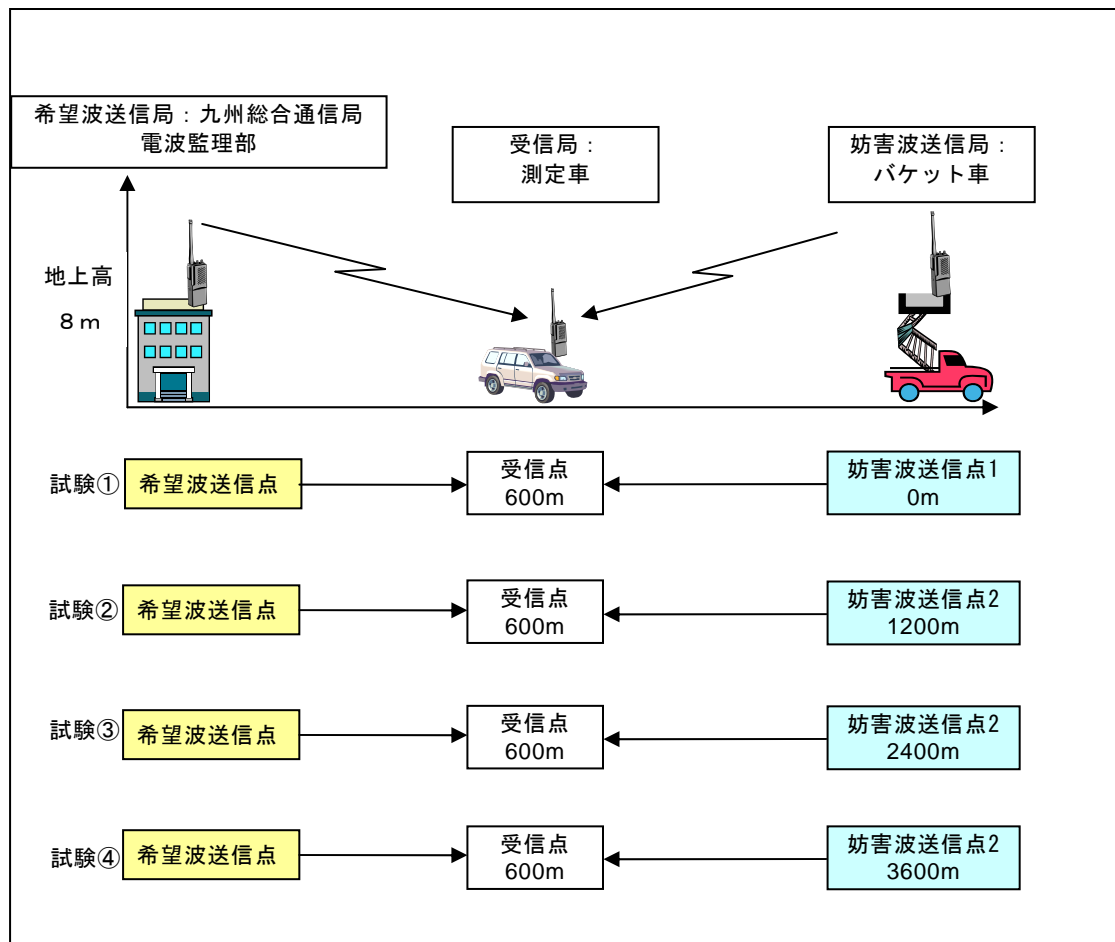 希望波送信局：九州総合通信局
電波監理部
受信局：
測定車
妨害波送信局：
バケット車
地上高
８ｍ
試験①
希望波送信点
受信点
600m
妨害波送信点1
0m
試験②
希望波送信点
受信点
600m
妨害波送信点2
1200m
試験③
希望波送信点
受信点
600m
妨害波送信点2
2400m
試験④
希望波送信点
受信点
600m
妨害波送信点2
3600m